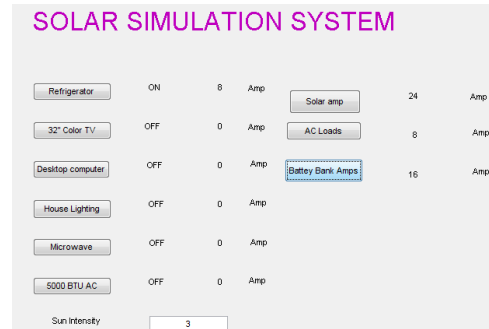 SOLAR SIMULATION SYSTEM
Refrigerator ON 8 Amp Solar amp 24 Amp
32" Color TV OFF 0 Amp AC Loads 8 Amp
Desktop computer OFF 0 Amp Battey Bank Amps 16 Amp
House Lighting OFF 0 Amp
Microwave OFF 0 Amp
5000 BTU AC OFF 0 Amp
Sun Intensity 3